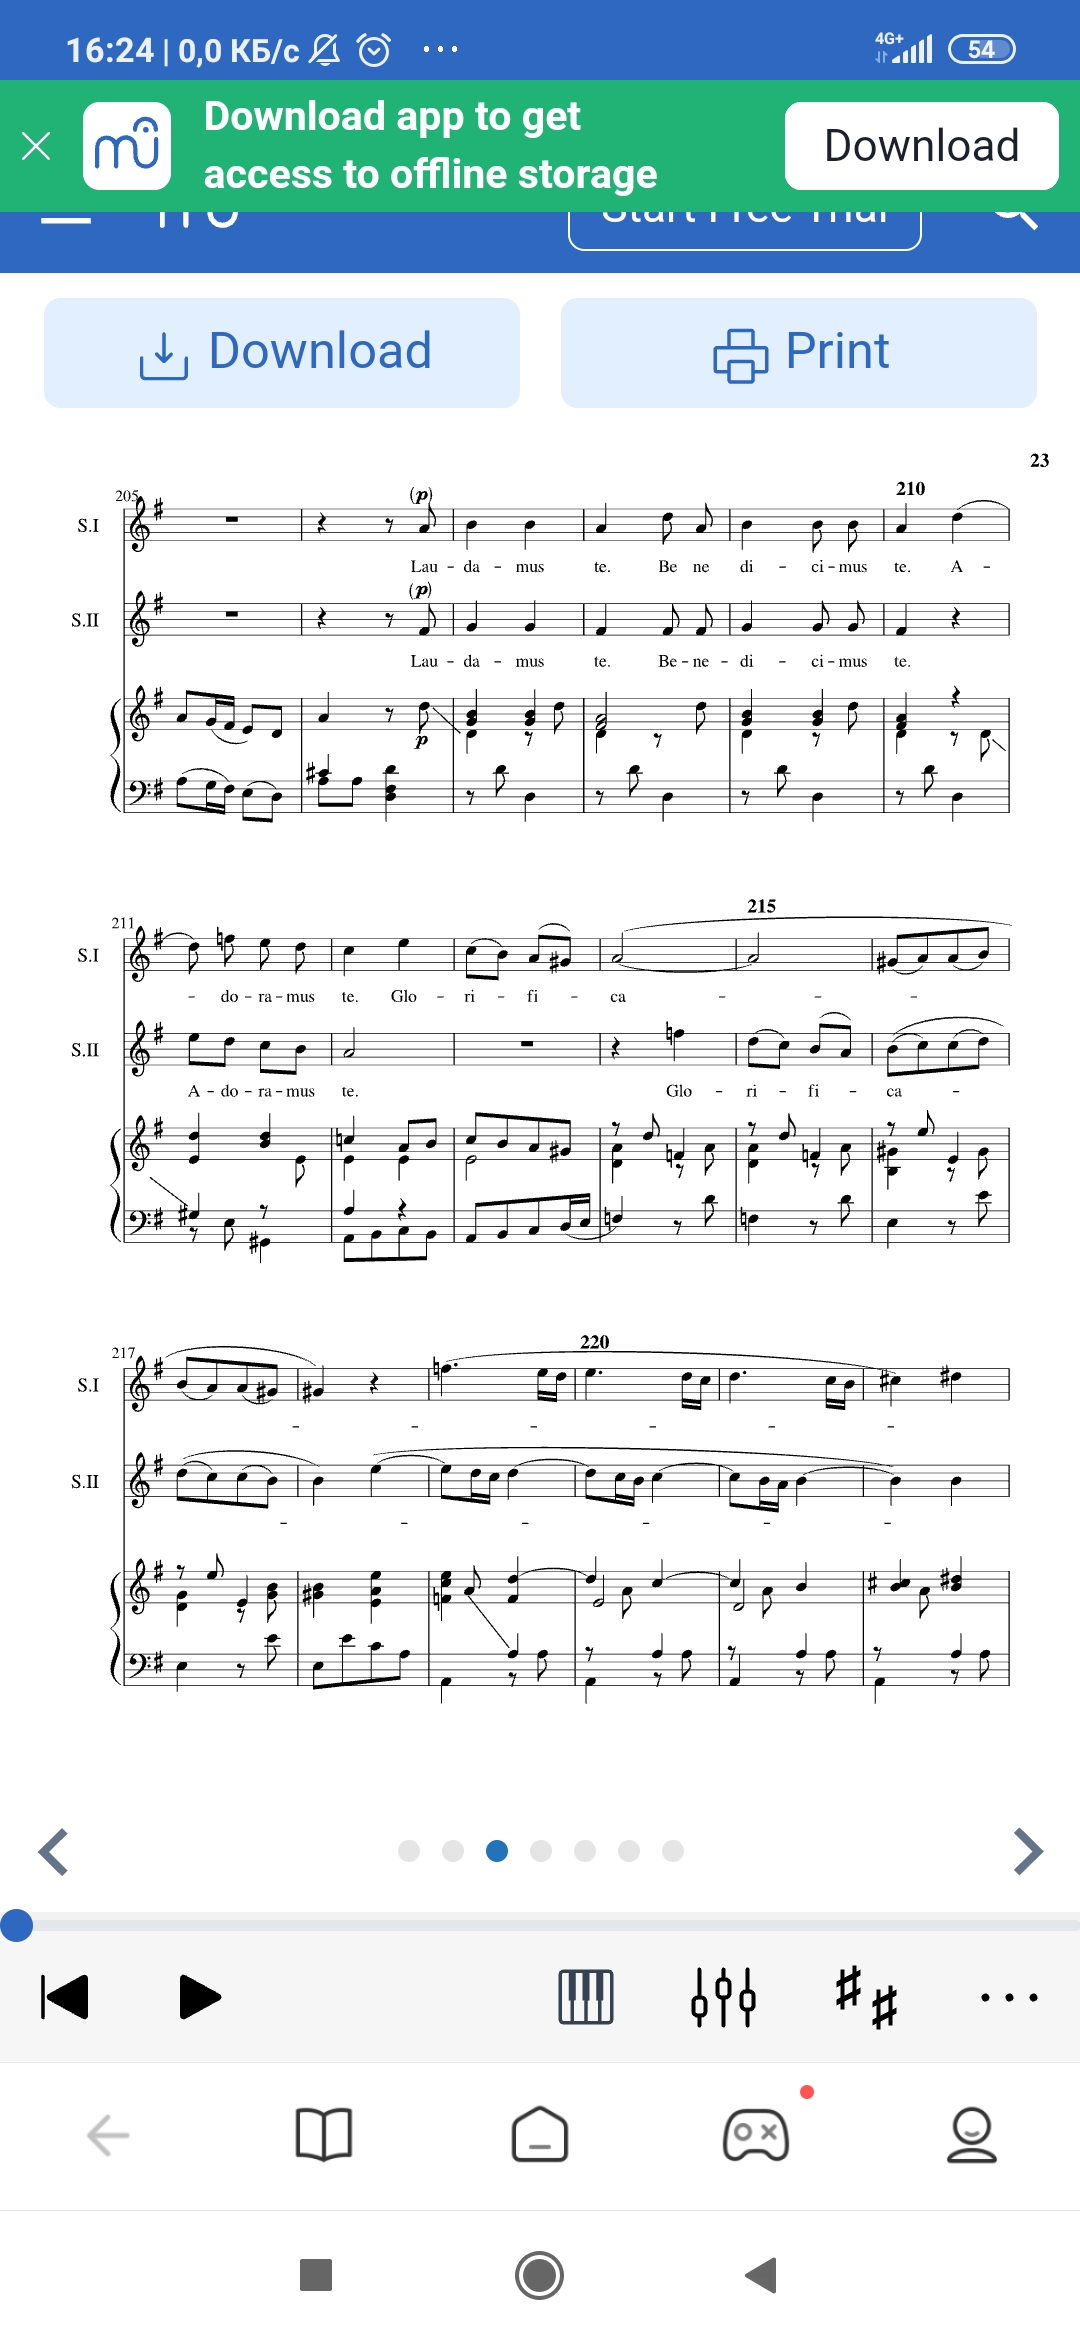 16:24 | 0,0 КБ/с
4G+
54
Download app to get
access to offline storage
Download
Start Free Trial
Download
Print
23
205
(p)
210
S.I
Lau - da - mus te. Be ne di - ci - mus te. A -
(p)
S.II
Lau - da - mus te. Be - ne - di - ci - mus te.
p
211
215
S.I
- do - ra - mus te. Glo - ri - fi - ca - - -
S.II
A - do - ra - mus te. Glo - ri - fi - ca -
217
220
S.I
- - - - - -
S.II
- - - - - -